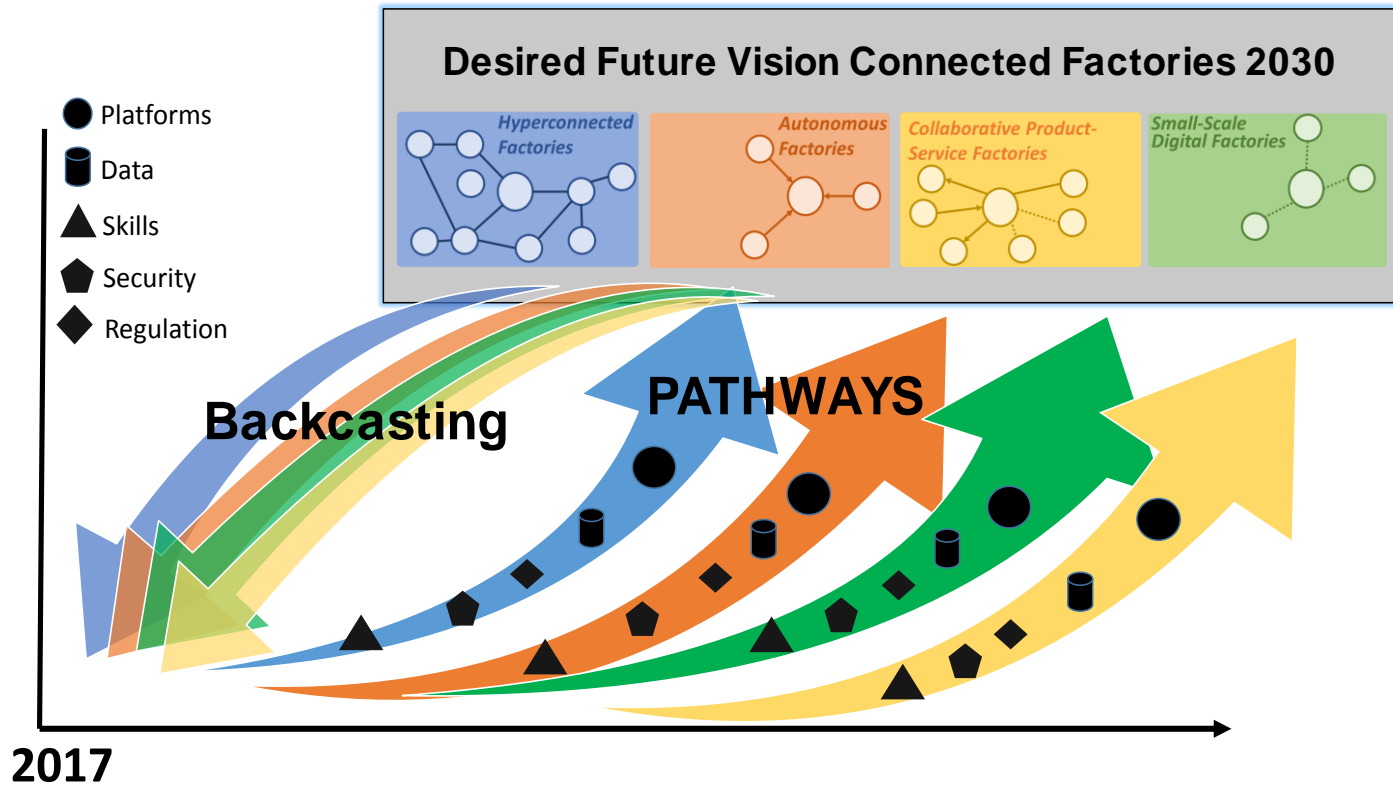 Desired Future Vision Connected Factories 2030
Hyperconnected
Factories
Autonomous
Factories
Collaborative Product-
Service Factories
Small-Scale
Digital Factories
Platforms
Data
Skills
Security
Regulation
Backcasting
PATHWAYS
2017